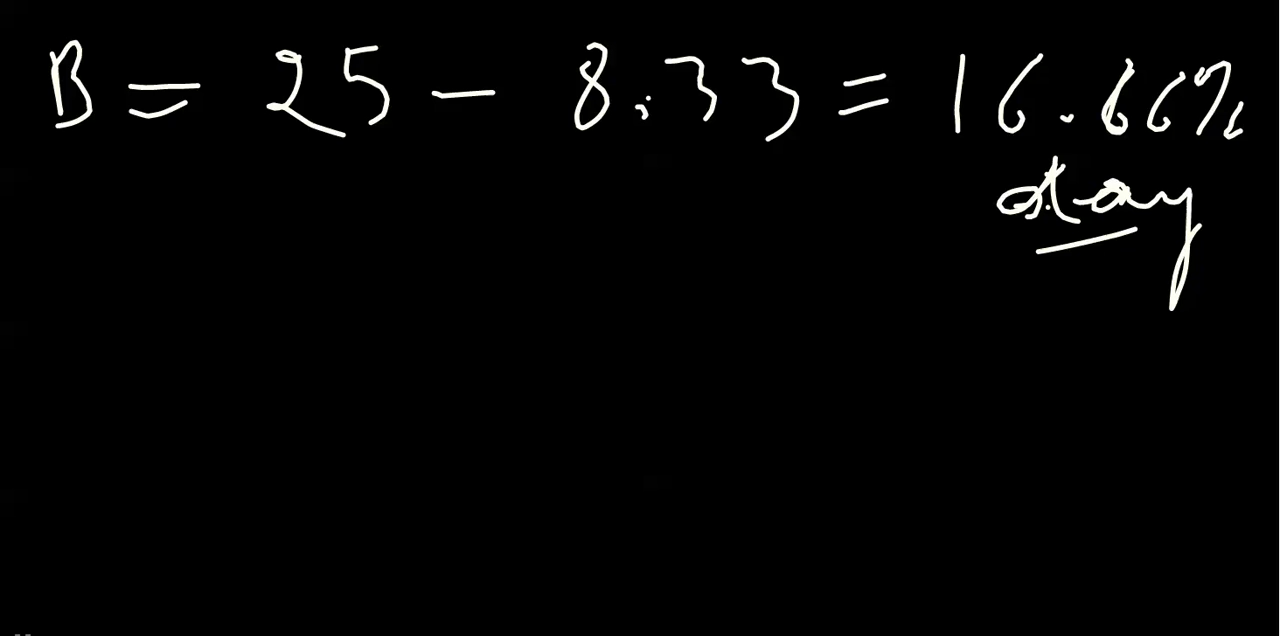 B = 25 - 8.33 = 16.66%
day